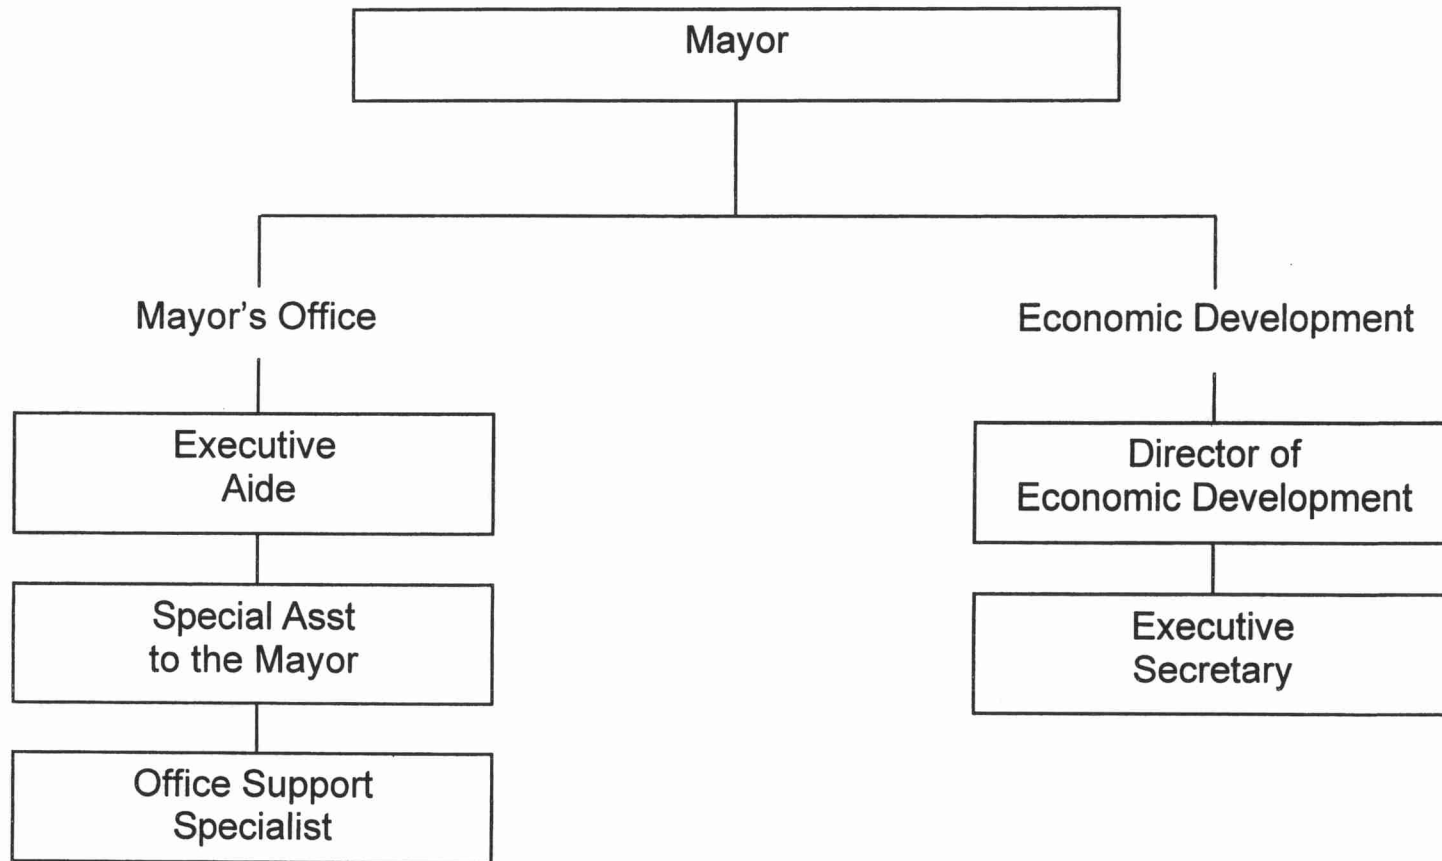 Mayor
Mayor's Office
Economic Development
Executive
Aide
Director of
Economic Development
Special Asst
to the Mayor
Executive
Secretary
Office Support
Specialist